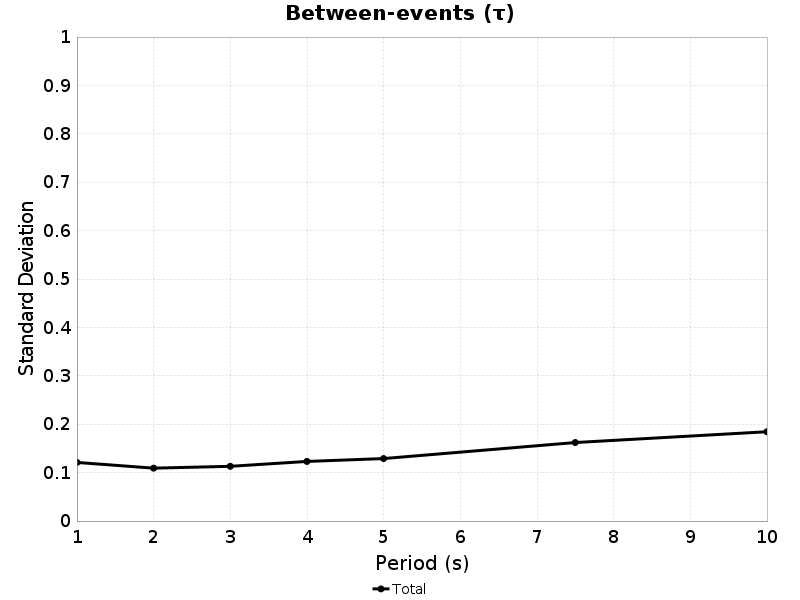 Between-events (τ)
1
0.9
0.8
0.7
0.6
0.5
0.4
0.3
0.2
0.1
0
Standard Deviation
1 2 3 4 5 6 7 8 9 10
Period (s)
Total